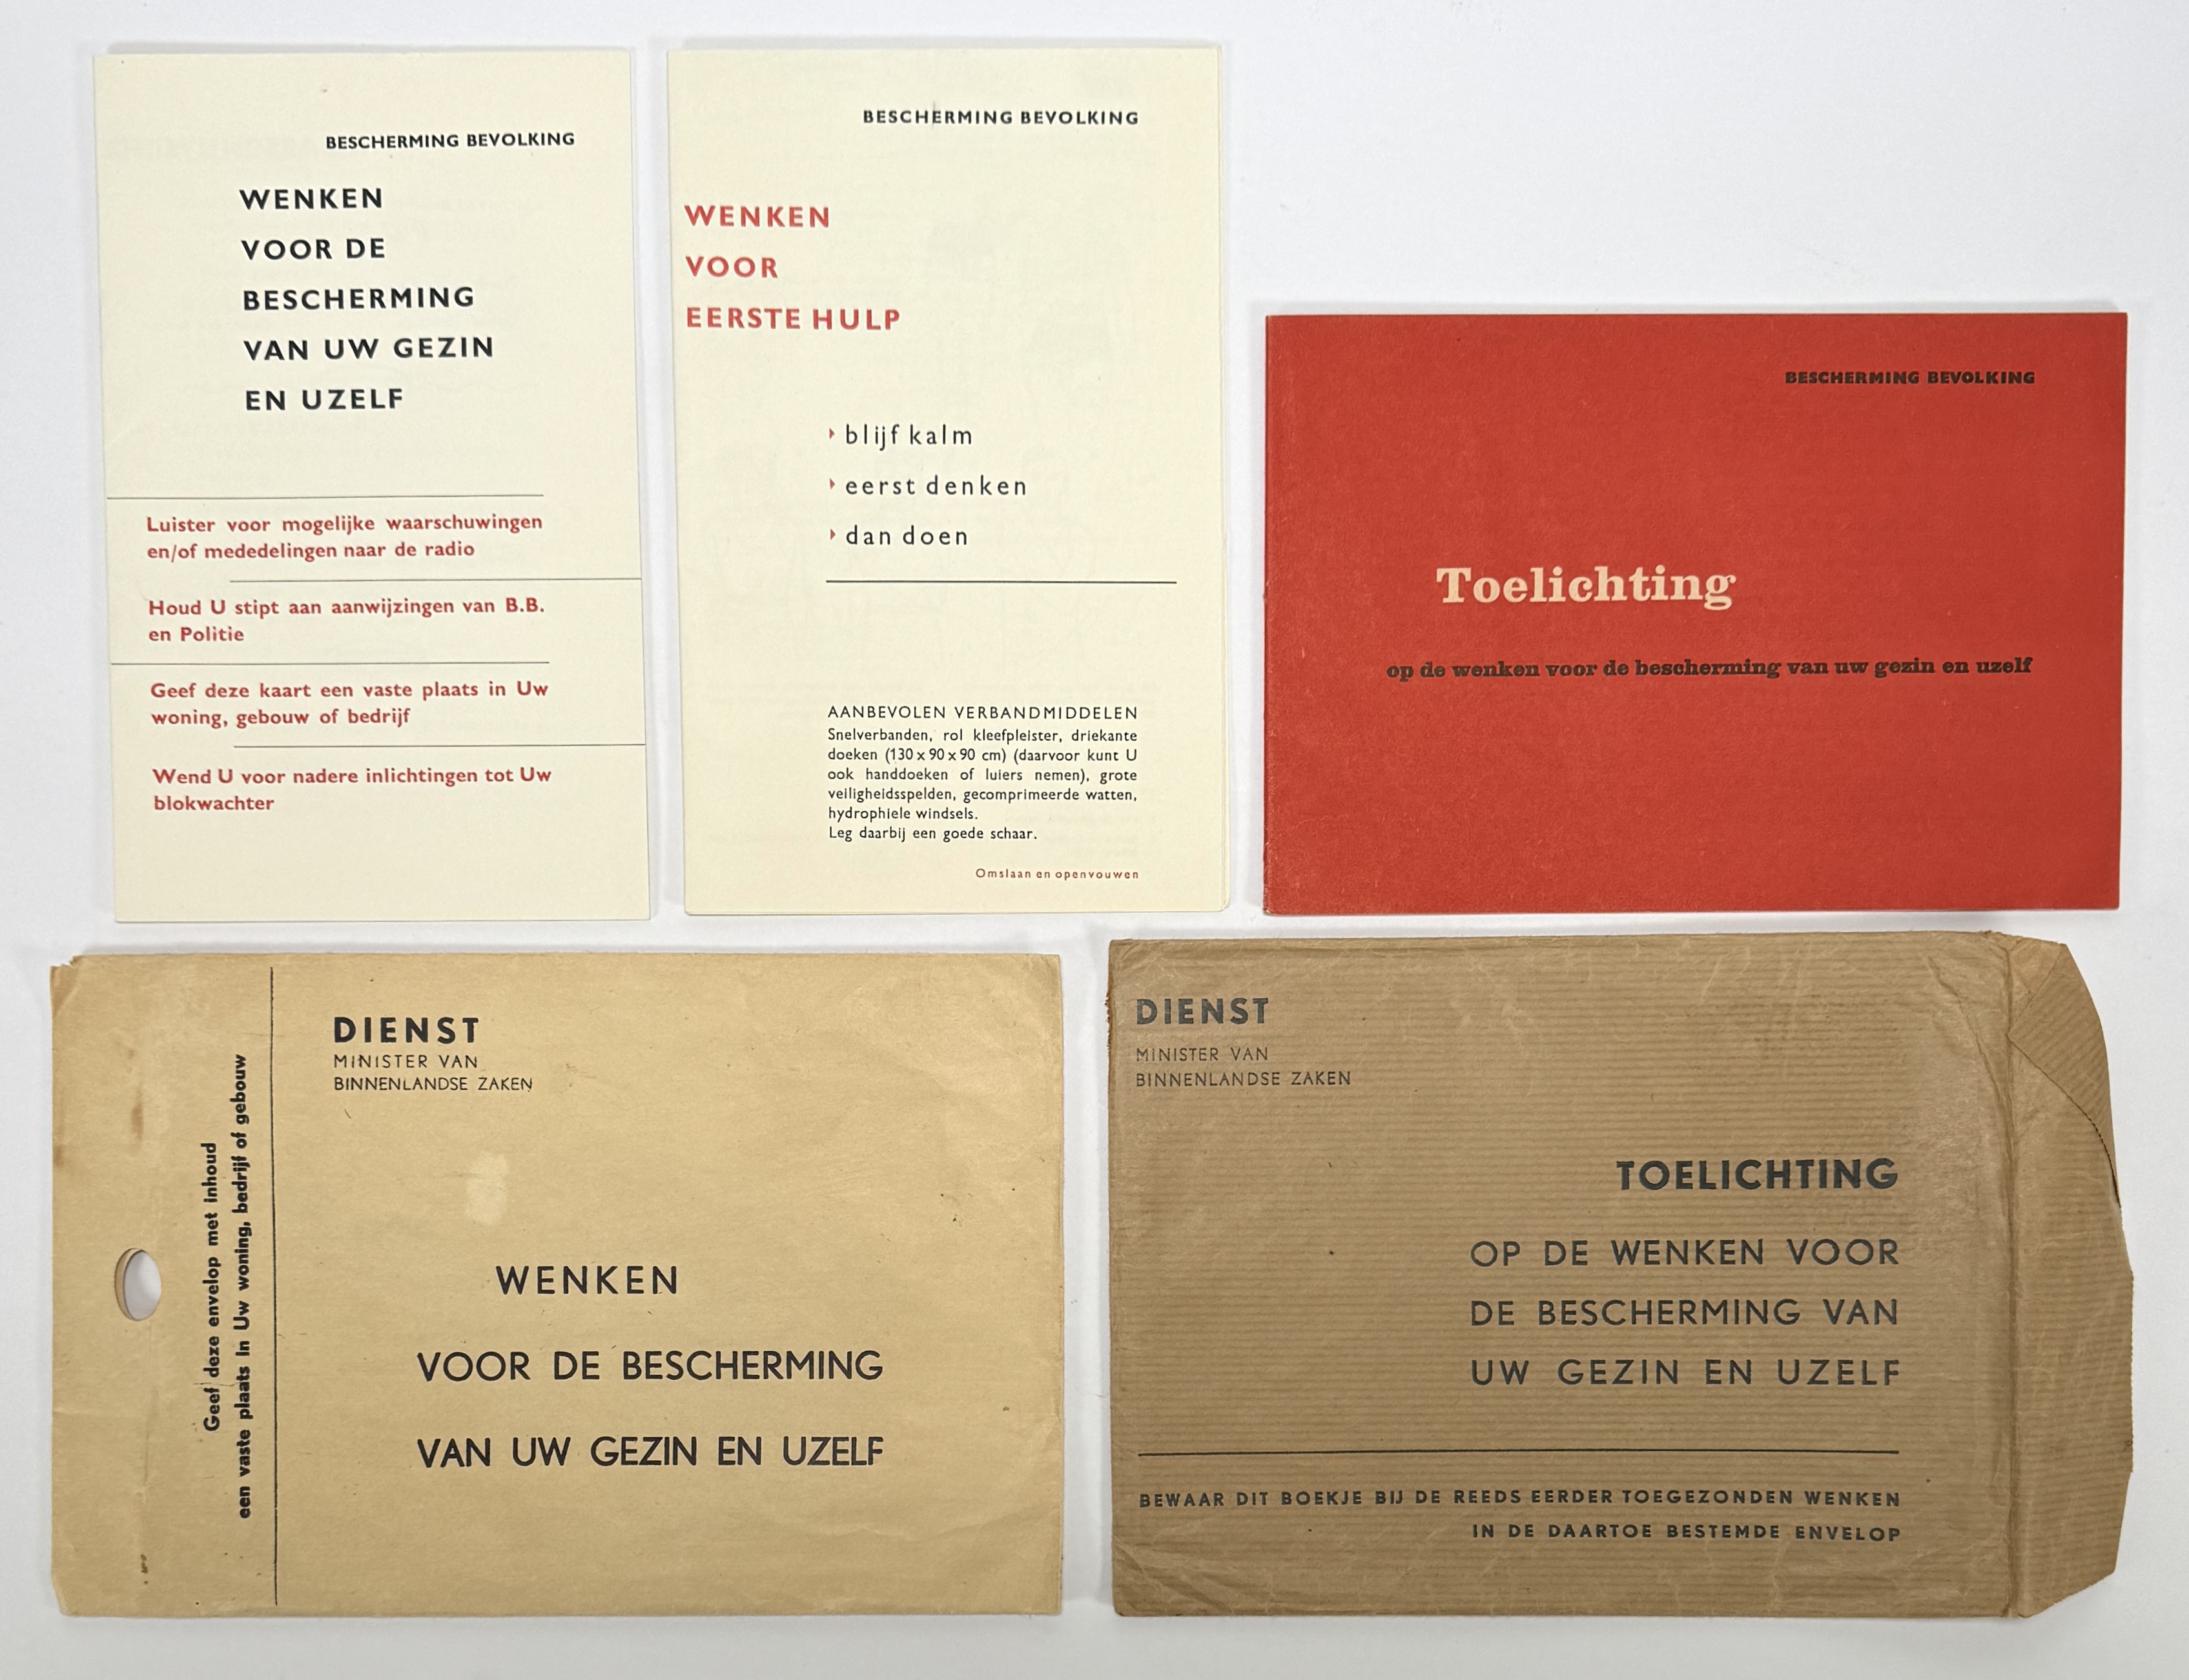 BESCHERMING BEVOLKING
WENKEN
VOOR DE
BESCHERMING
VAN UW GEZIN
EN UZELF
Luister voor mogelijke waarschuwingen
en/of mededelingen naar de radio
Houd U stipt aan aanwijzingen van B.B.
en Politie
Geef deze kaart een vaste plaats in Uw
woning, gebouw of bedrijf
Wend U voor nadere inlichtingen tot Uw
blokwachter
BESCHERMING BEVOLKING
WENKEN
VOOR
EERSTE HULP
blijf kalm
eerst denken
dan doen
AANBEVOLEN VERBANDMIDDELEN
Snelverbanden, rol kleefpleister, driekante
doeken (130 x 90 x 90 cm) (daarvoor kunt U
ook handdoeken of luiers nemen), grote
veiligheidsspelden, gecomprimeerde watten,
hydrophiele windsels.
Leg daarbij een goede schaar.
Omslaan en openvouwen
BESCHERMING BEVOLKING
Toelichting
op de wenken voor de bescherming van uw gezin en uzelf
Geef deze envelop met inhoud
een vaste plaats in Uw woning, bedrijf of gebouw
DIENST
MINISTER VAN
BINNENLANDSE ZAKEN
WENKEN
VOOR DE BESCHERMING
VAN UW GEZIN EN UZELF
DIENST
MINISTER VAN
BINNENLANDSE ZAKEN
TOELICHTING
OP DE WENKEN VOOR
DE BESCHERMING VAN
UW GEZIN EN UZELF
BEWAAR DIT BOEKJE BIJ DE REEDS EERDER TOEGEZONDEN WENKEN
IN DE DAARTOE BESTEMDE ENVELOP